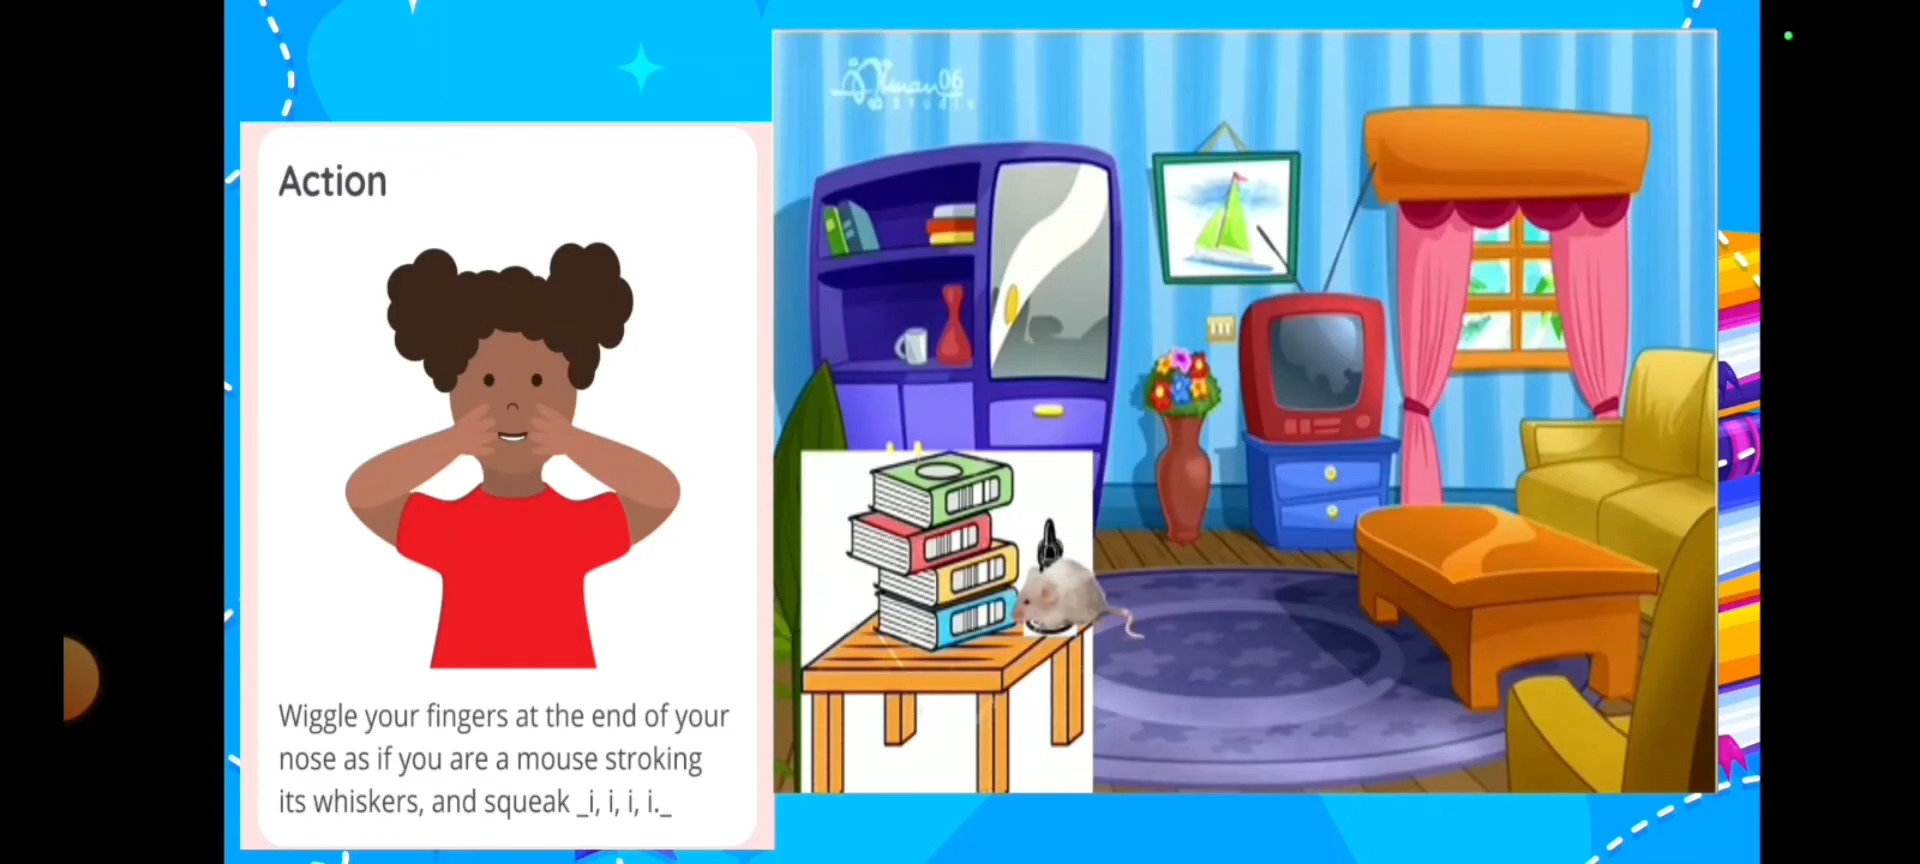 Action
Wiggle your fingers at the end of your
nose as if you are a mouse stroking
its whiskers, and squeak _i, i, i, i._